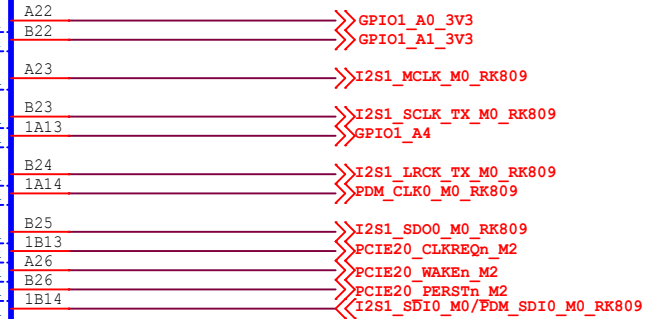 A22 GPIO1_A0_3V3
B22 GPIO1_A1_3V3
A23 I2S1_MCLK_M0_RK809
B23 I2S1_SCLK_TX_M0_RK809
1A13 GPIO1_A4
B24 I2S1_LRCK_TX_M0_RK809
1A14 PDM_CLK0_M0_RK809
B25 I2S1_SDO0_M0_RK809
1B13 PCIE20_CLKREQn_M2
A26 PCIE20_WAKEn_M2
B26 PCIE20_PERSTn_M2
1B14 I2S1_SDI0_M0/PDM_SDI0_M0_RK809